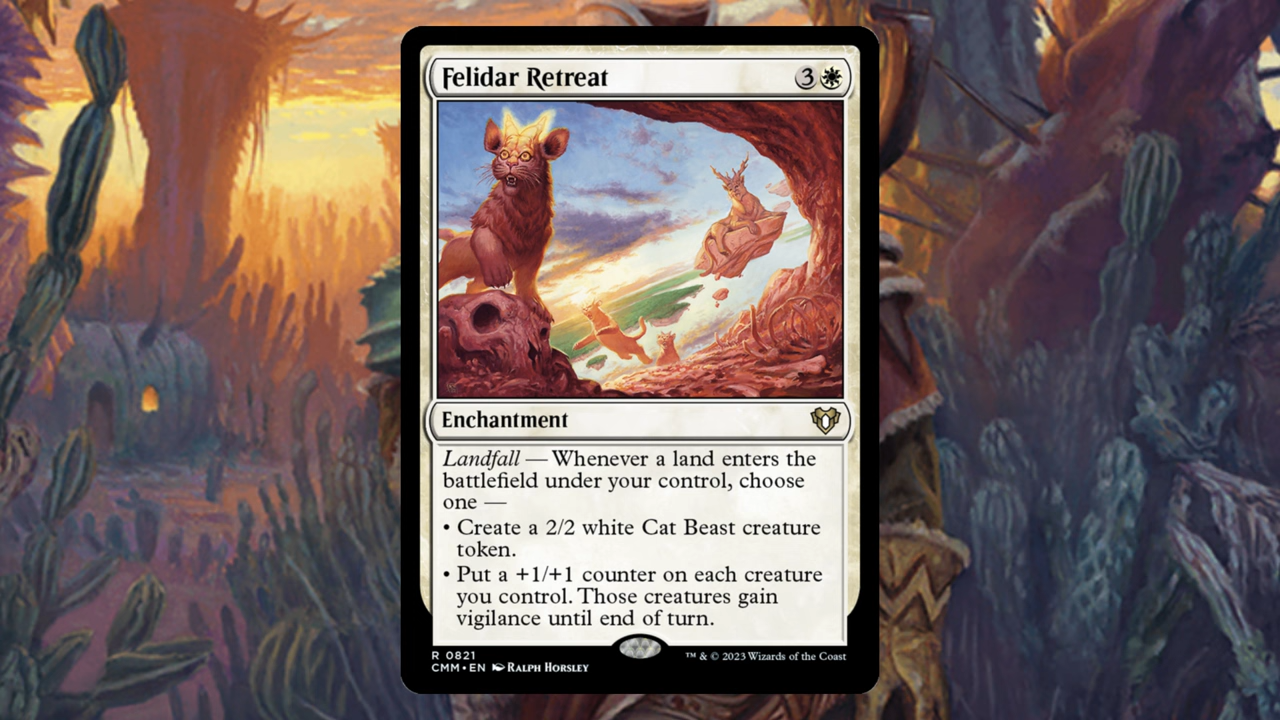 Felidar Retreat 3
Enchantment
Landfall — Whenever a land enters the
battlefield under your control, choose
one —
• Create a 2/2 white Cat Beast creature
token.
• Put a +1/+1 counter on each creature
you control. Those creatures gain
vigilance until end of turn.
R 0821
CMM • EN Ralph Horsley
™ & © 2023 Wizards of the Coast